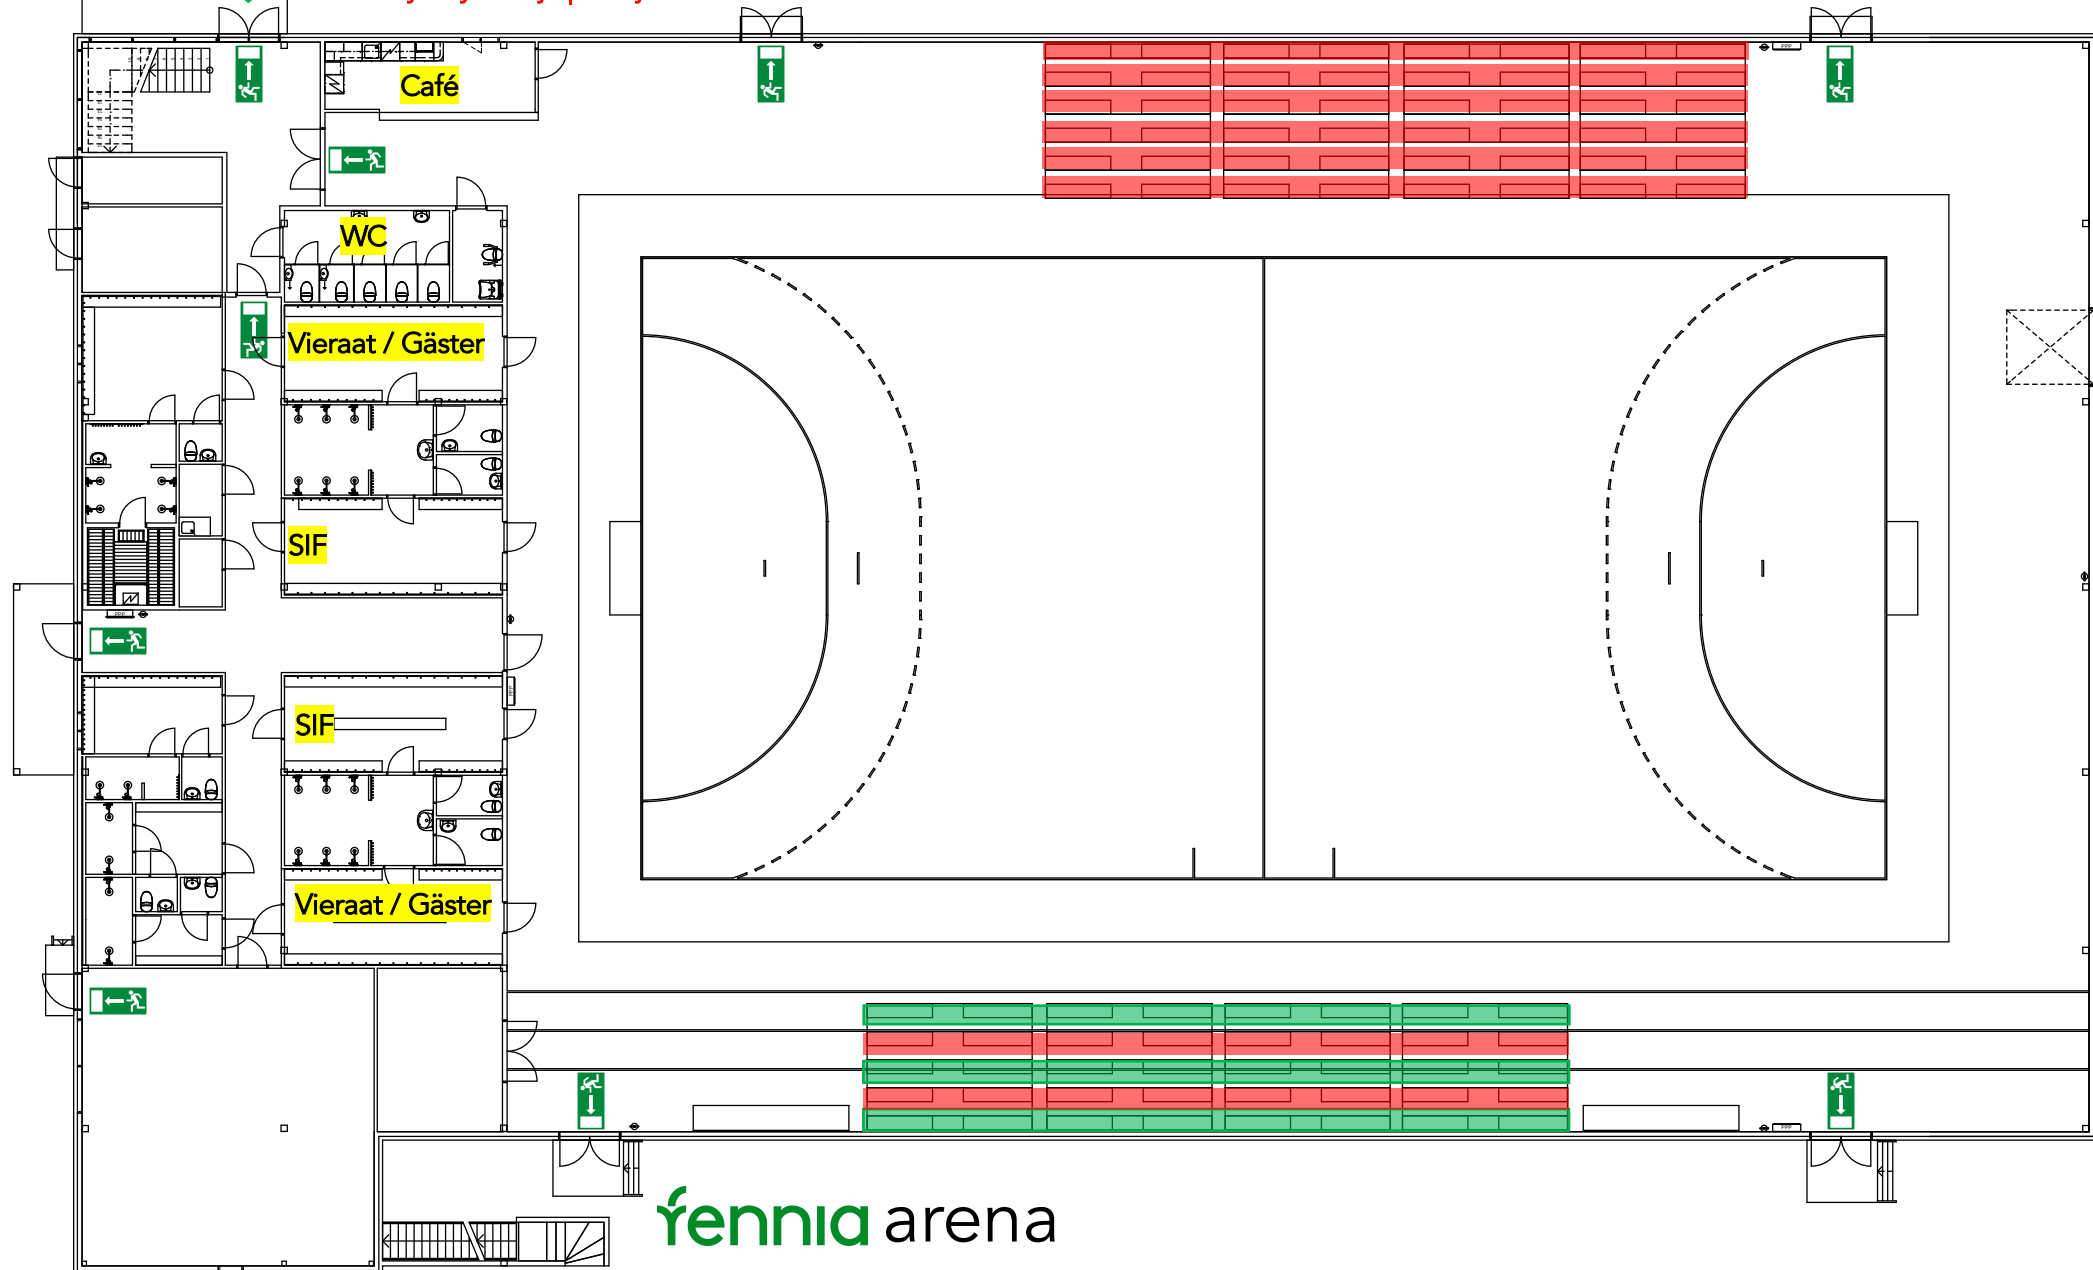 Café
WC
Vieraat / Gäster
SIF
SIF
Vieraat / Gäster
fennia arena